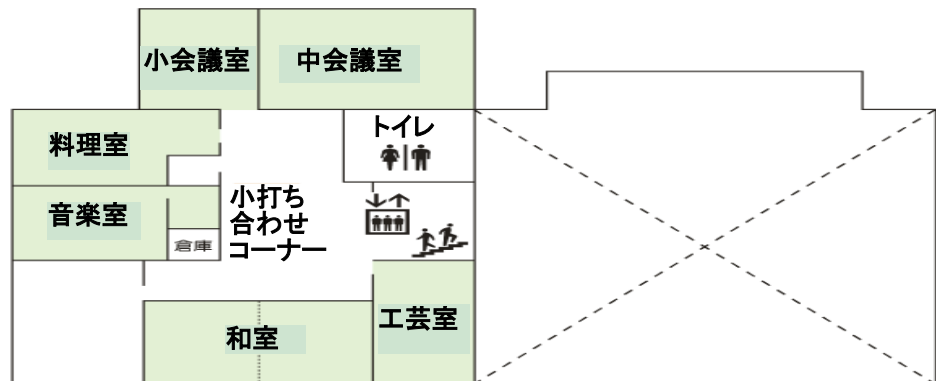 小会議室
中会議室
料理室
トイレ
音楽室
倉庫
小打ち
合わせ
コーナー
和室
工芸室